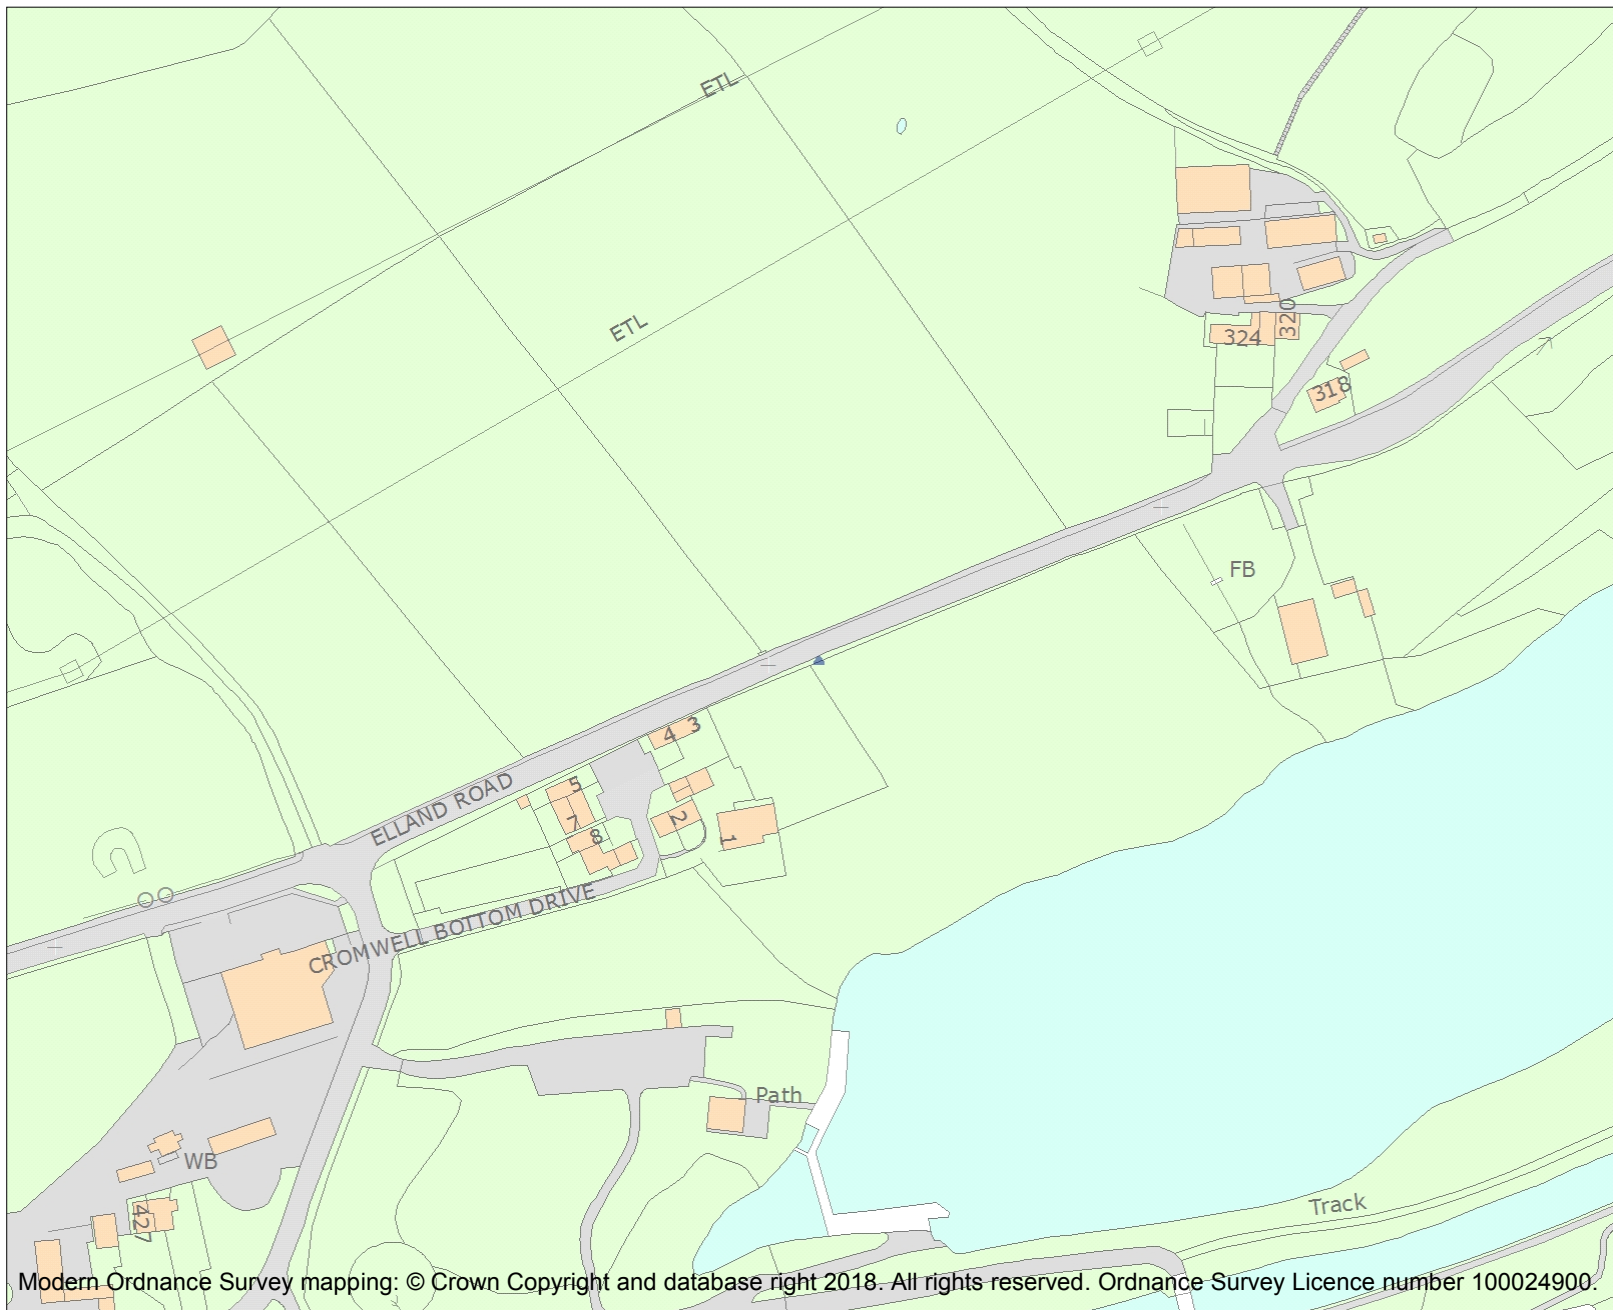 ETL
ETL
320
324
318
FB
3
4
5
ELLAND ROAD
7
2
8
1
CROMWELL BOTTOM DRIVE
Path
WB
Track
427
Modern Ordnance Survey mapping: © Crown Copyright and database right 2018. All rights reserved. Ordnance Survey Licence number 100024900.